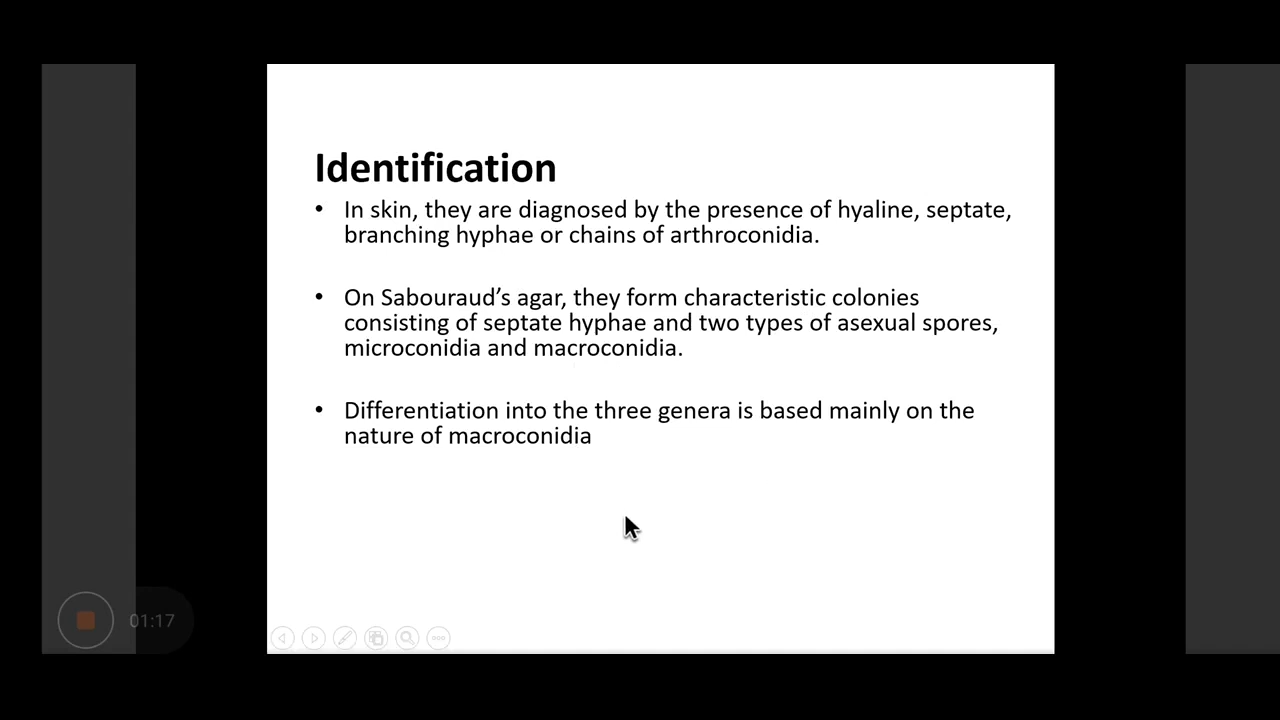 Identification
• In skin, they are diagnosed by the presence of hyaline, septate,
branching hyphae or chains of arthroconidia.
• On Sabouraud’s agar, they form characteristic colonies
consisting of septate hyphae and two types of asexual spores,
microconidia and macroconidia.
• Differentiation into the three genera is based mainly on the
nature of macroconidia
01:17